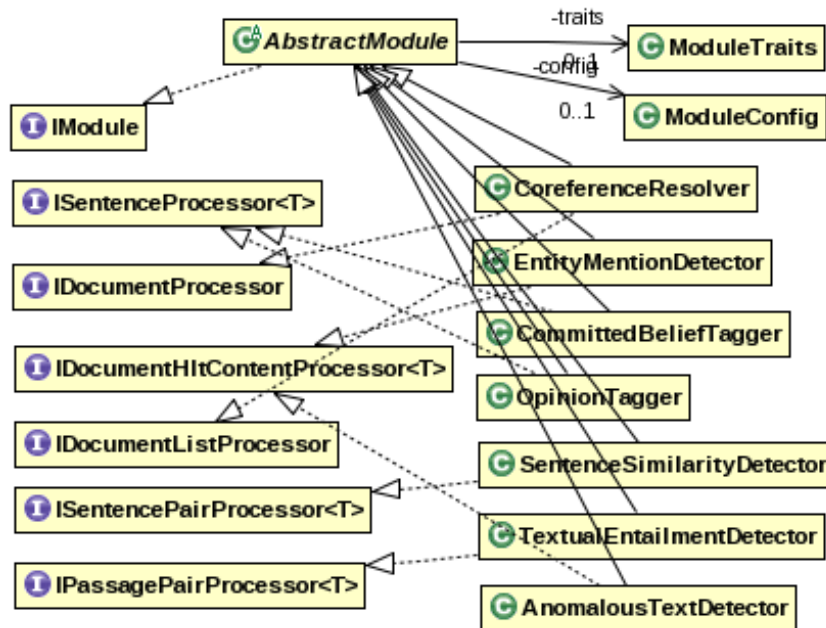 AbstractModule
-traits
0..1
ModuleTraits
-config
0..1
ModuleConfig
IModule
CoreferenceResolver
ISentenceProcessor<T>
EntityMentionDetector
IDocumentProcessor
CommittedBeliefTagger
IDocumentHltContentProcessor<T>
OpinionTagger
IDocumentListProcessor
SentenceSimilarityDetector
ISentencePairProcessor<T>
TextualEntailmentDetector
IPassagePairProcessor<T>
AnomalousTextDetector